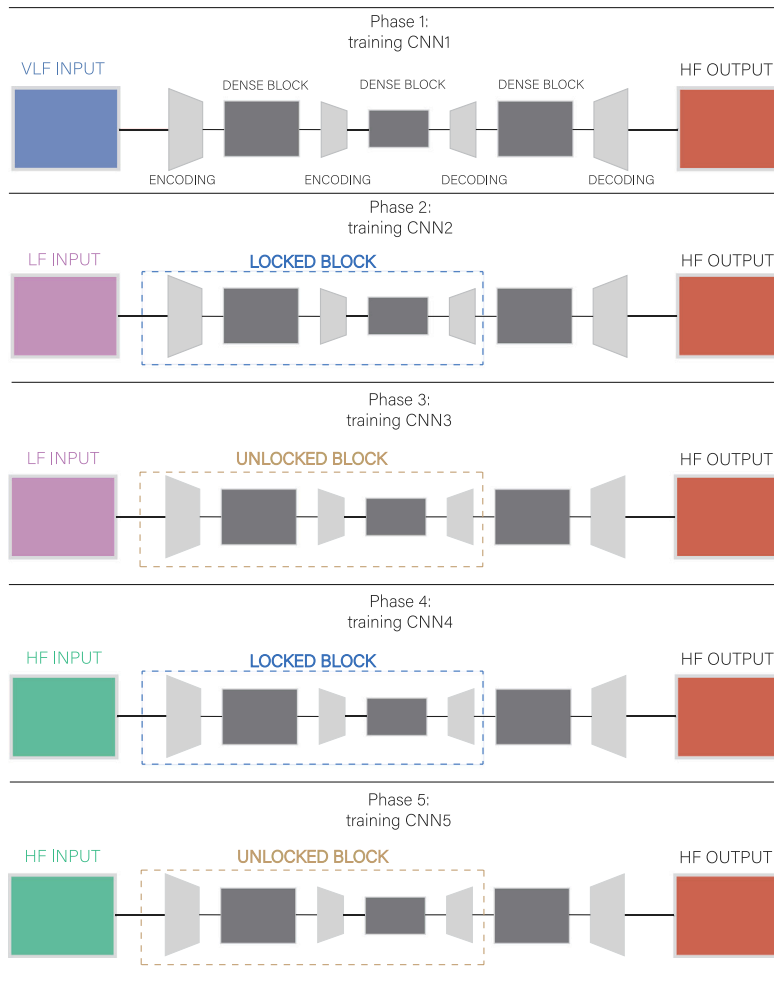 Phase 1:
training CNN1
VLF INPUT
HF OUTPUT
DENSE BLOCK
DENSE BLOCK
DENSE BLOCK
ENCODING
ENCODING
DECODING
DECODING
Phase 2:
training CNN2
LF INPUT
LOCKED BLOCK
HF OUTPUT
Phase 3:
training CNN3
LF INPUT
UNLOCKED BLOCK
HF OUTPUT
Phase 4:
training CNN4
HF INPUT
LOCKED BLOCK
HF OUTPUT
Phase 5:
training CNN5
HF INPUT
UNLOCKED BLOCK
HF OUTPUT